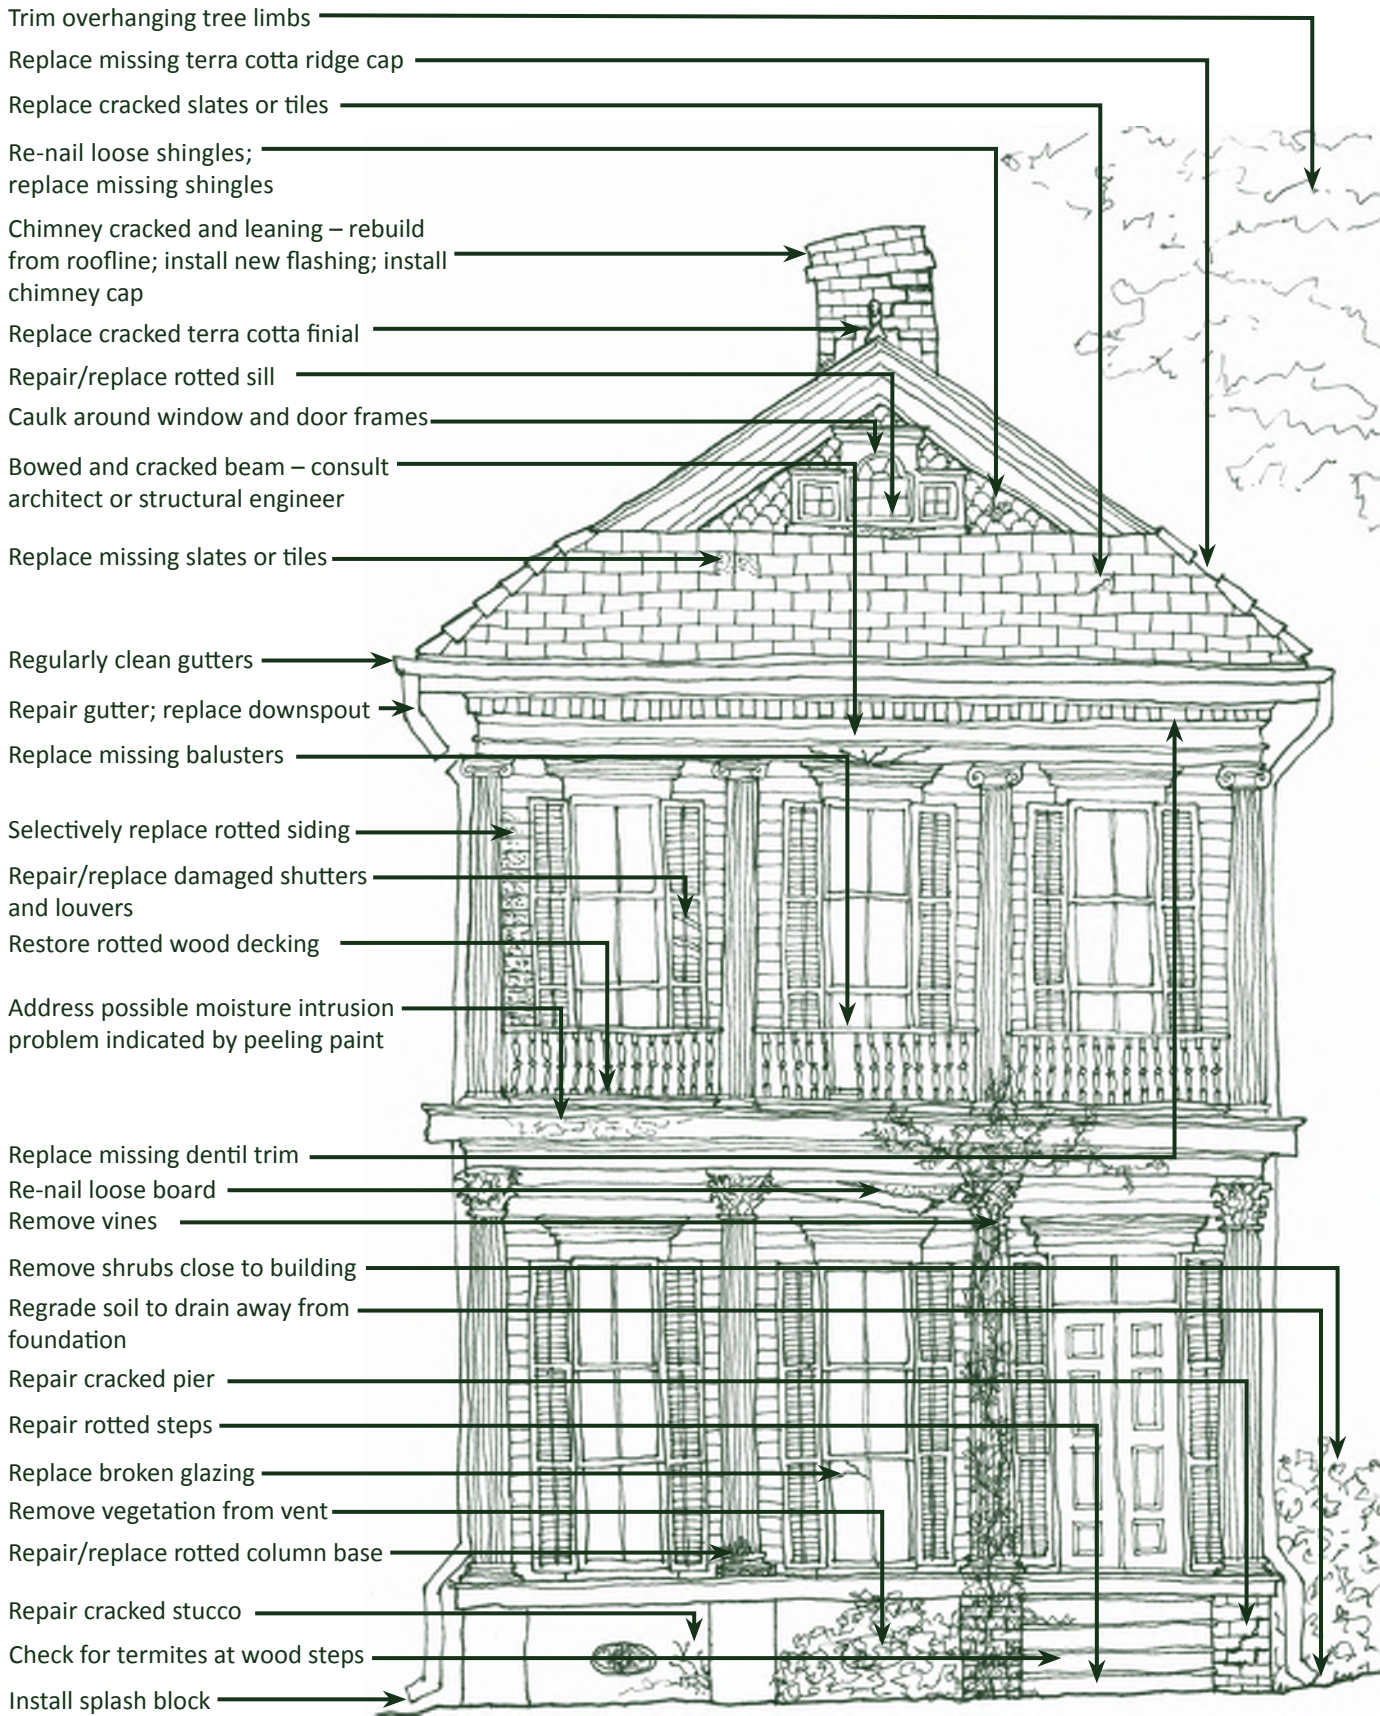 Trim overhanging tree limbs
Replace missing terra cotta ridge cap
Replace cracked slates or tiles
Re-nail loose shingles;
replace missing shingles
Chimney cracked and leaning – rebuild
from roofline; install new flashing; install
chimney cap
Replace cracked terra cotta finial
Repair/replace rotted sill
Caulk around window and door frames
Bowed and cracked beam – consult
architect or structural engineer
Replace missing slates or tiles
Regularly clean gutters
Repair gutter; replace downspout
Replace missing balusters
Selectively replace rotted siding
Repair/replace damaged shutters
and louvers
Restore rotted wood decking
Address possible moisture intrusion
problem indicated by peeling paint
Replace missing dentil trim
Re-nail loose board
Remove vines
Remove shrubs close to building
Regrade soil to drain away from
foundation
Repair cracked pier
Repair rotted steps
Replace broken glazing
Remove vegetation from vent
Repair/replace rotted column base
Repair cracked stucco
Check for termites at wood steps
Install splash block